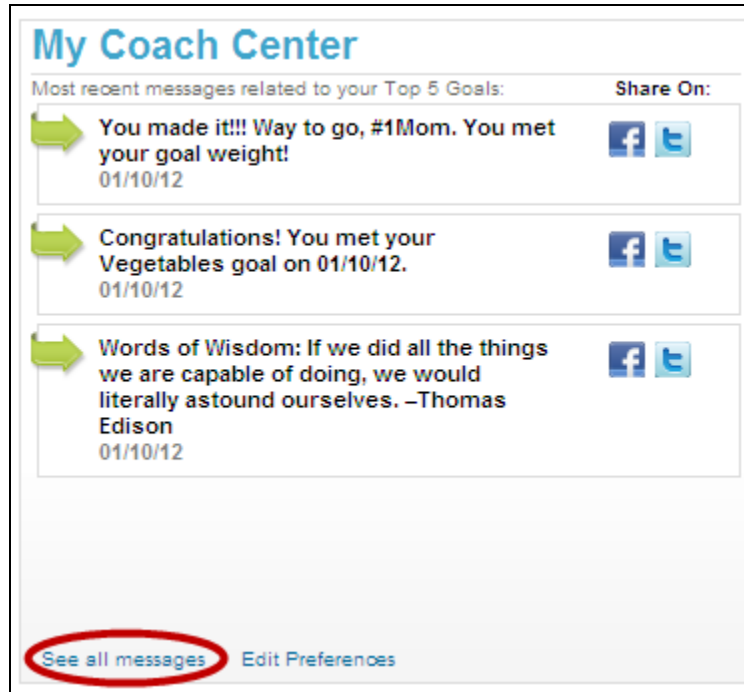 My Coach Center
Most recent messages related to your Top 5 Goals: Share On:
You made it!!! Way to go, #1Mom. You met
your goal weight!
01/10/12
Congratulations! You met your
Vegetables goal on 01/10/12.
01/10/12
Words of Wisdom: If we did all the things
we are capable of doing, we would
literally astound ourselves. –Thomas
Edison
01/10/12
See all messages Edit Preferences